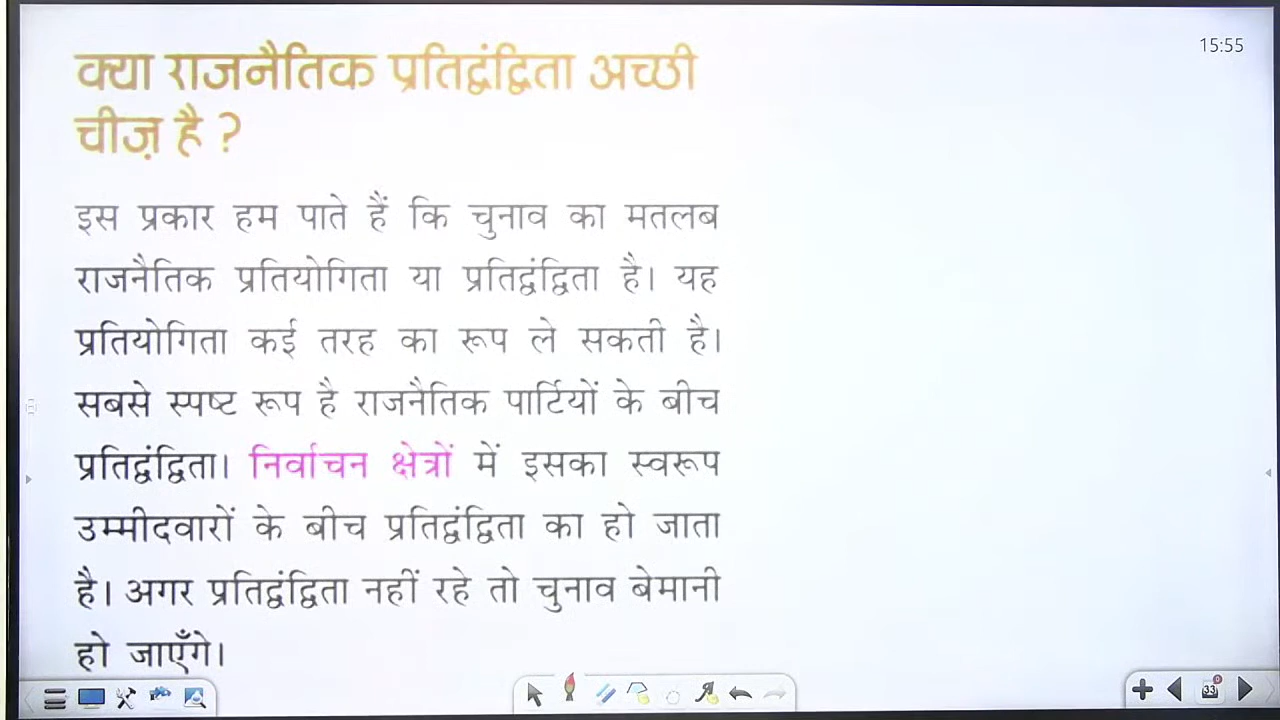 15:55
क्या राजनैतिक प्रतिद्वंद्विता अच्छी
चीज़ है ?
इस प्रकार हम पाते हैं कि चुनाव का मतलब
राजनैतिक प्रतियोगिता या प्रतिद्वंद्विता है। यह
प्रतियोगिता कई तरह का रूप ले सकती है।
सबसे स्पष्ट रूप है राजनैतिक पार्टियों के बीच
प्रतिद्वंद्विता। निर्वाचन क्षेत्रों में इसका स्वरूप
उम्मीदवारों के बीच प्रतिद्वंद्विता का हो जाता
है। अगर प्रतिद्वंद्विता नहीं रहे तो चुनाव बेमानी
हो जाएँगे।
33